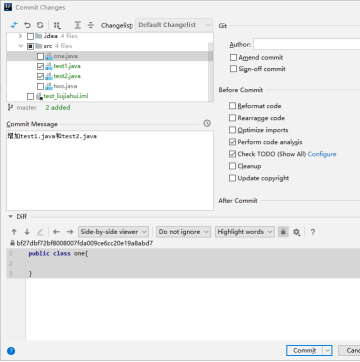 Commit Changes
Changelist: Default Changelist
Git
.idea 4 files
src 4 files
one.java
test1.java
test2.java
two.java
test_liujiahui.iml
master 2 added
Author:
Amend commit
Sign-off commit
Before Commit
Reformat code
Rearrange code
Optimize imports
Perform code analysis
Check TODO (Show All) Configure
Cleanup
Update copyright
Commit Message
增加test1.java和test2.java
After Commit
Diff
Side-by-side viewer
Do not ignore
Highlight words
?
bf27dbf72bf8008007fda009ce6cc20e19a8abd7
1 public class one{
2
3 }
?
Commit
Canc